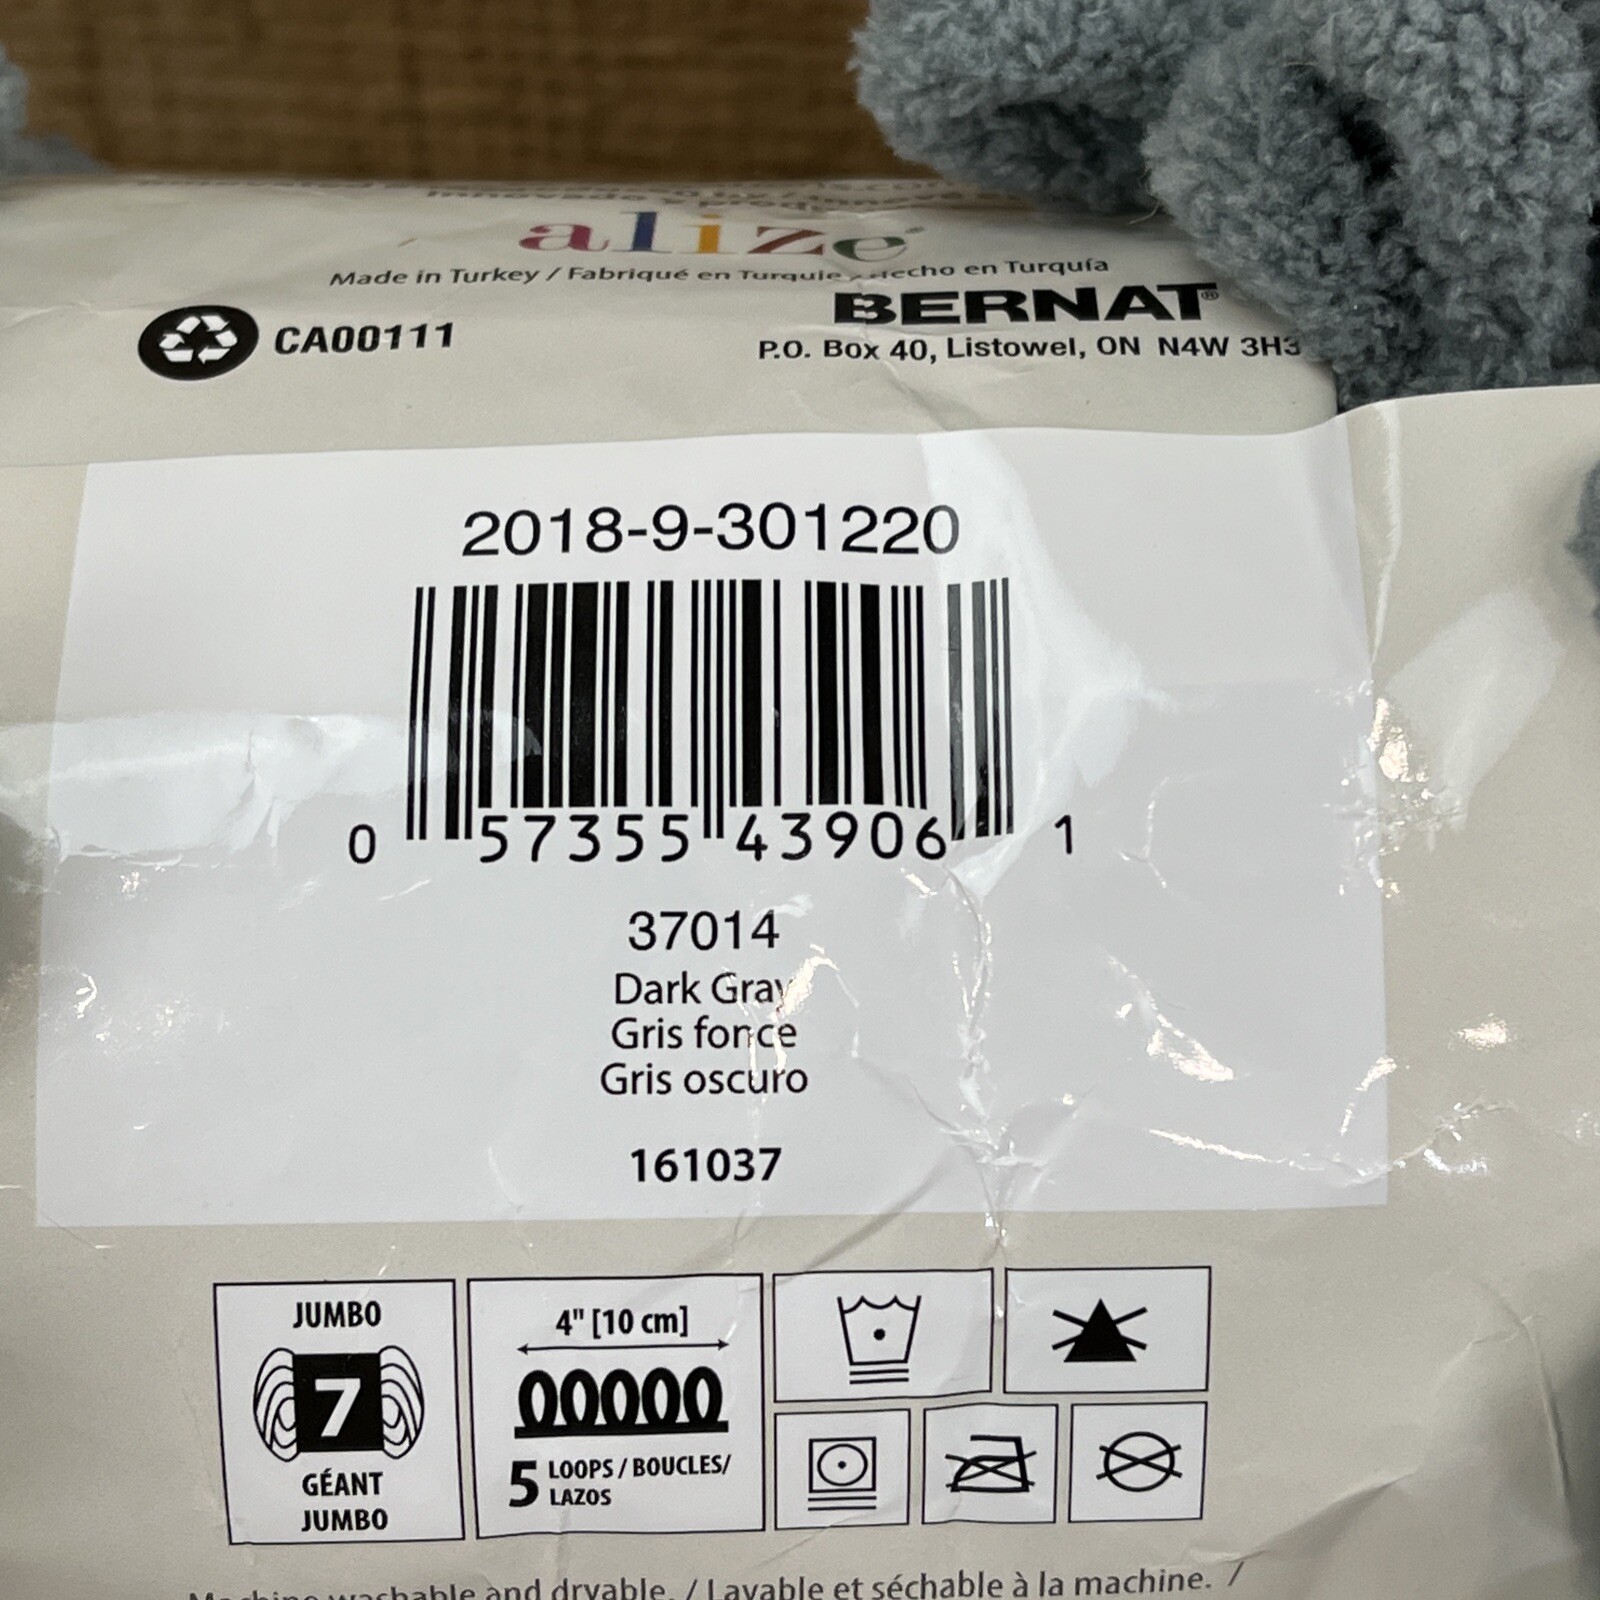 alize
Made in Turkey / Fabriqué en Turquie / Hecho en Turquía
BERNAT®
CA00111
P.O. Box 40, Listowel, ON N4W 3H3
2018-9-301220
0 57355 43906 1
37014
Dark Gray
Gris fonce
Gris oscuro
161037
JUMBO
7
GÉANT
JUMBO
4" [10 cm]
5 LOOPS / BOUCLES/
LAZOS
Machine washable and dryable. / Lavable et séchable à la machine. /